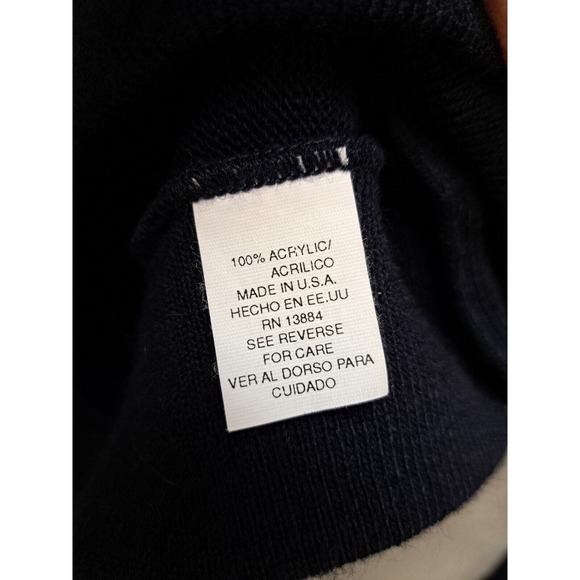 100% ACRYLIC/
ACRILICO
MADE IN U.S.A.
HECHO EN EE.UU
RN 13884
SEE REVERSE
FOR CARE
VER AL DORSO PARA
CUIDADO